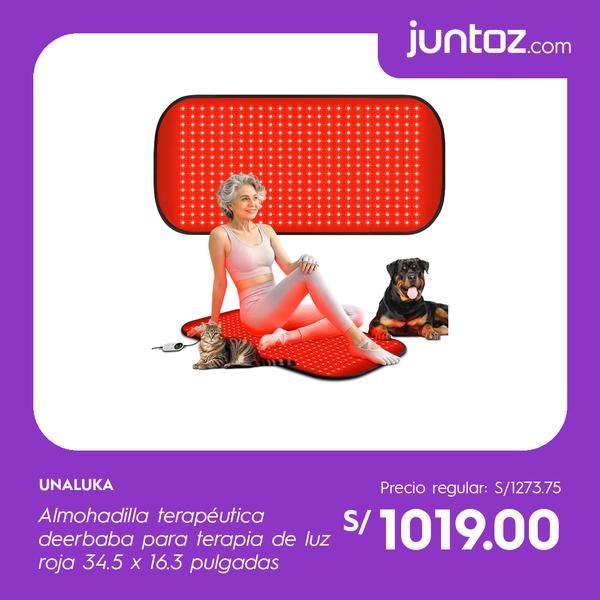 juntoz.com
UNALUKA
Almohadilla terapéutica
deerbaba para terapia de luz
roja 34.5 x 16.3 pulgadas
Precio regular: S/1273.75
S/ 1019.00